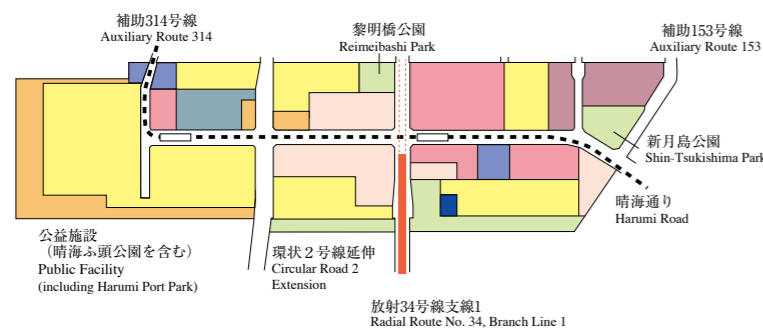 補助314号線
Auxiliary Route 314
黎明橋公園
Reimeibashi Park
補助153号線
Auxiliary Route 153
新月島公園
Shin-Tsukishima Park
晴海通り
Harumi Road
公益施設
（晴海ふ頭公園を含む）
Public Facility
(including Harumi Port Park)
環状２号線延伸
Circular Road 2
Extension
放射34号線支線1
Radial Route No. 34, Branch Line 1